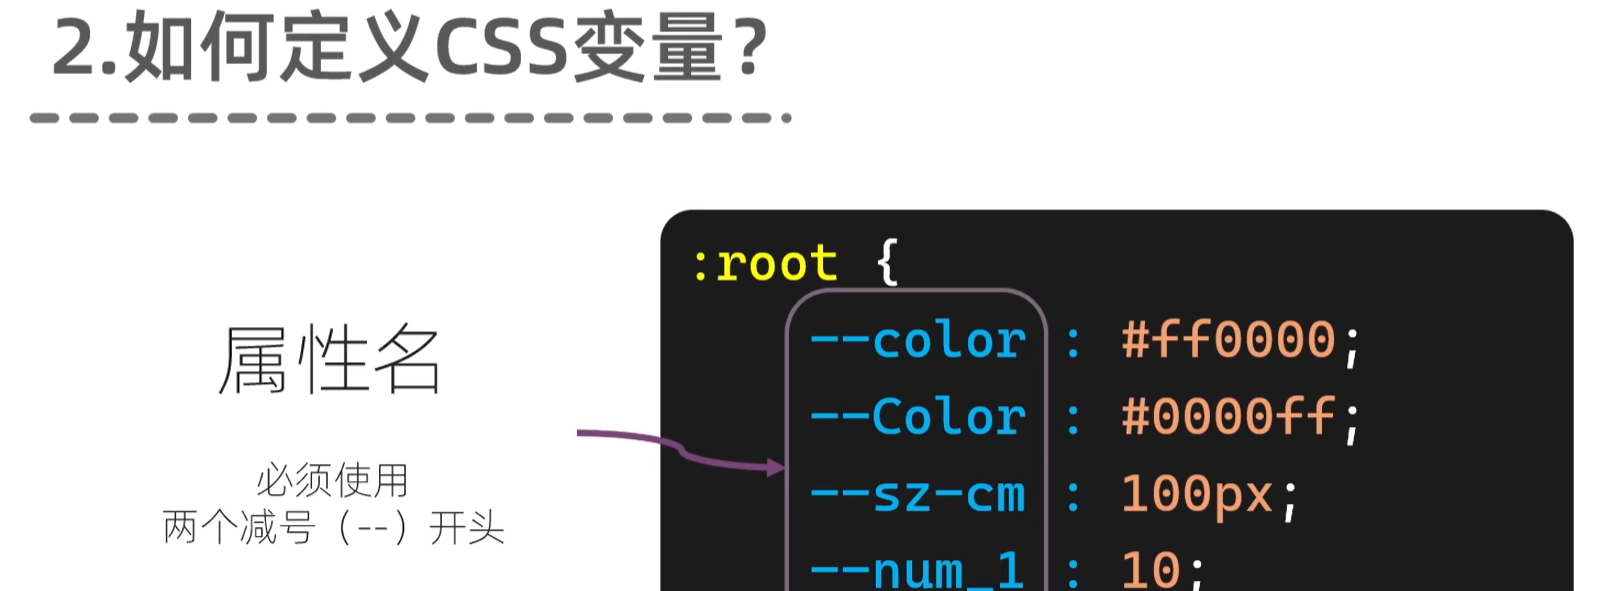 2.如何定义CSS变量？
:root {
属性名
--color : #ff0000;
--Color : #0000ff;
必须使用
两个减号（--）开头
--sz-cm : 100px;
--num_1 : 10;